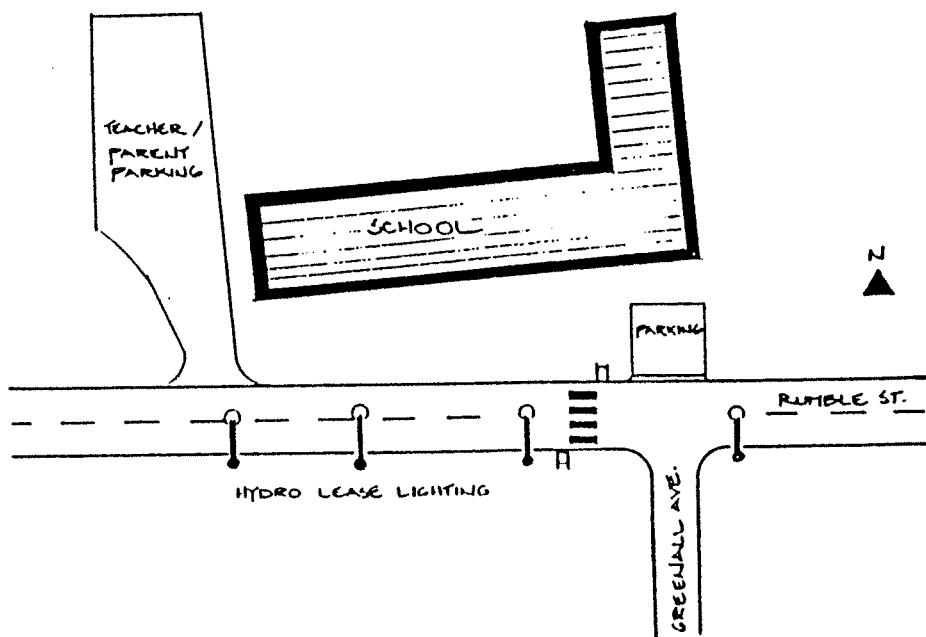 TEACHER /
PARENT
PARKING
SCHOOL
N
PARKING
RUMBLE ST.
HYDRO LEASE LIGHTING
GREENALL AVE.